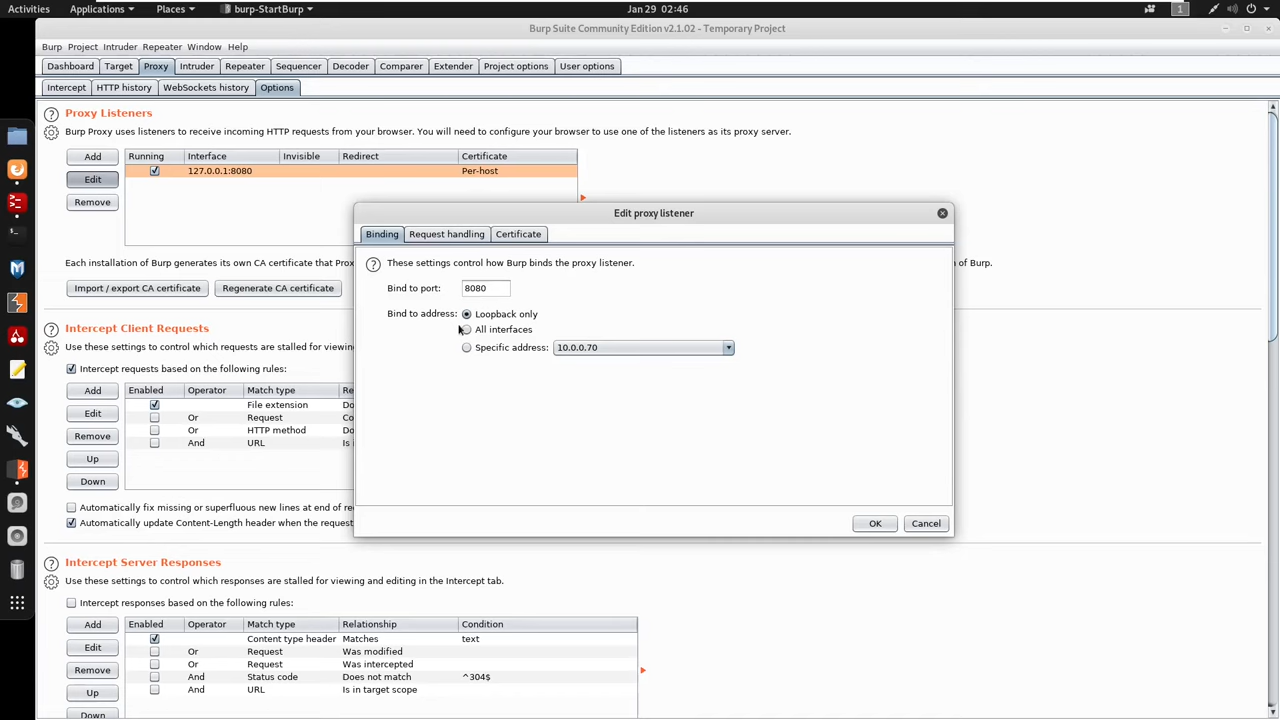 Activities Applications Places burp-StartBurp Jan 29 02:46 1
Burp Suite Community Edition v2.1.02 - Temporary Project
Burp Project Intruder Repeater Window Help
Dashboard Target Proxy Intruder Repeater Sequencer Decoder Comparer Extender Project options User options
Intercept HTTP history WebSockets history Options
? Proxy Listeners
Burp Proxy uses listeners to receive incoming HTTP requests from your browser. You will need to configure your browser to use one of the listeners as its proxy server.
Add Running Interface Invisible Redirect Certificate
127.0.0.1:8080 Per-host
Edit
Remove
Edit proxy listener
Binding Request handling Certificate
? These settings control how Burp binds the proxy listener.
Bind to port: 8080
Bind to address: Loopback only
All interfaces
Specific address: 10.0.0.70
OK Cancel
Each installation of Burp generates its own CA certificate that Prox
n of Burp.
Import / export CA certificate Regenerate CA certificate
? Intercept Client Requests
Use these settings to control which requests are stalled for viewi
Intercept requests based on the following rules:
Add Enabled Operator Match type Re
File extension Do
Edit Or Request Co
Or HTTP method Do
Remove And URL Is i
Up
Down
Automatically fix missing or superfluous new lines at end of re
Automatically update Content-Length header when the request
? Intercept Server Responses
Use these settings to control which responses are stalled for viewing and editing in the Intercept tab.
Intercept responses based on the following rules:
Add Enabled Operator Match type Relationship Condition
Content type header Matches text
Edit Or Request Was modified
Or Request Was intercepted
Remove And Status code Does not match ^304$
Up And URL Is in target scope
Down